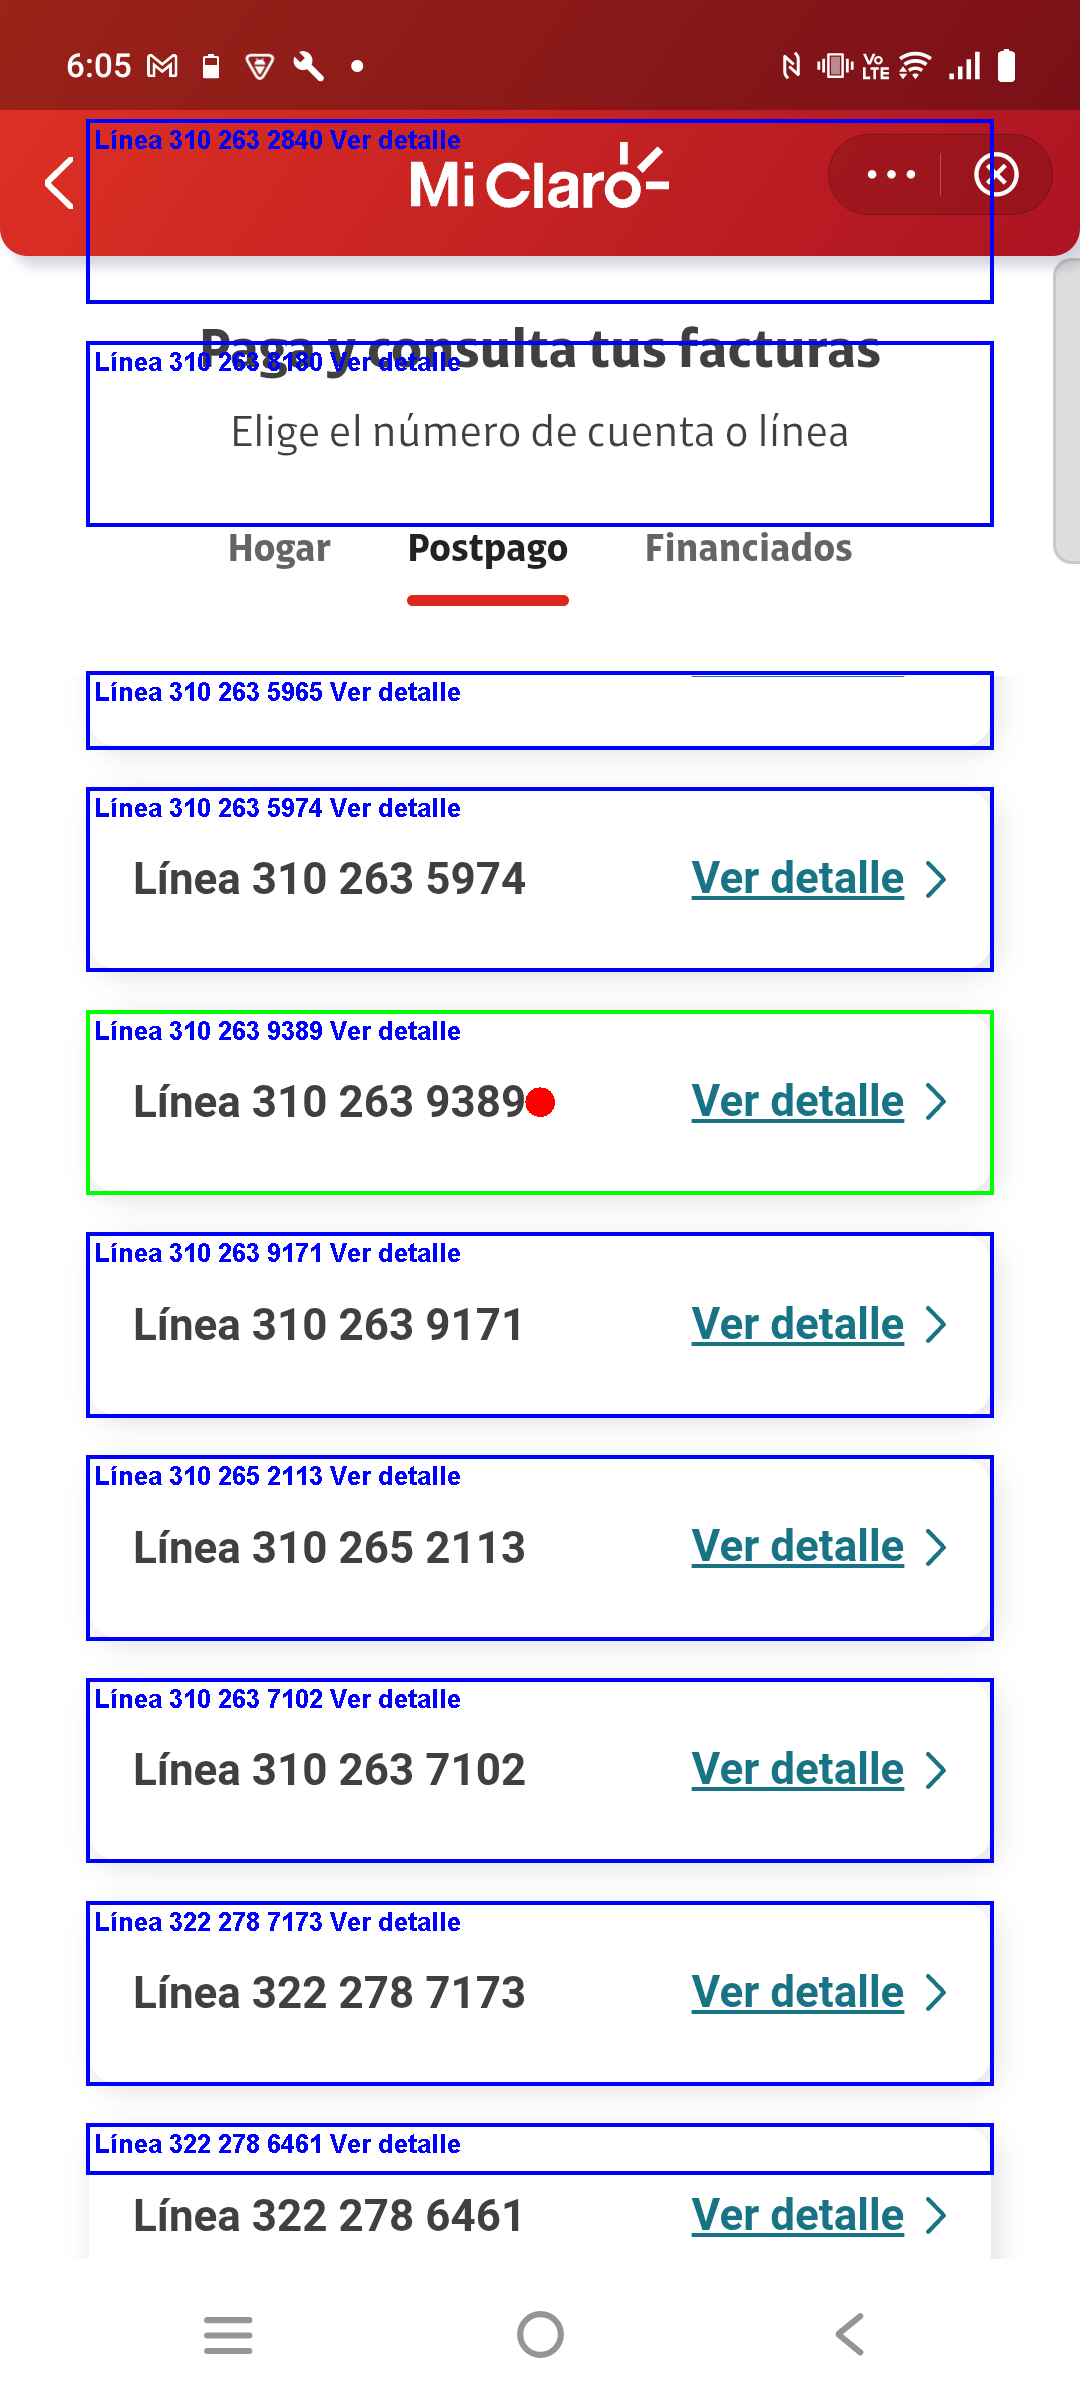 6:05
Vo LTE
Línea 310 263 2840 Ver detalle
Mi Claro
Paga y consulta tus facturas
Línea 310 263 8180 Ver detalle
Elige el número de cuenta o línea
Hogar Postpago Financiados
Línea 310 263 5965 Ver detalle
Línea 310 263 5974 Ver detalle
Línea 310 263 5974 Ver detalle
Línea 310 263 9389 Ver detalle
Línea 310 263 9389 Ver detalle
Línea 310 263 9171 Ver detalle
Línea 310 263 9171 Ver detalle
Línea 310 265 2113 Ver detalle
Línea 310 265 2113 Ver detalle
Línea 310 263 7102 Ver detalle
Línea 310 263 7102 Ver detalle
Línea 322 278 7173 Ver detalle
Línea 322 278 7173 Ver detalle
Línea 322 278 6461 Ver detalle
Línea 322 278 6461 Ver detalle